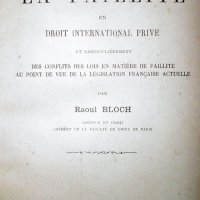 LA FAILLITE
EN
DROIT INTERNATIONAL PRIVÉ
ET PARTICULIÈREMENT
DES CONFLITS DES LOIS EN MATIÈRE DE FAILLITE
AU POINT DE VUE DE LA LÉGISLATION FRANÇAISE ACTUELLE
PAR
Raoul BLOCH
DOCTEUR EN DROIT
LAURÉAT DE LA FACULTÉ DE DROIT DE PARIS